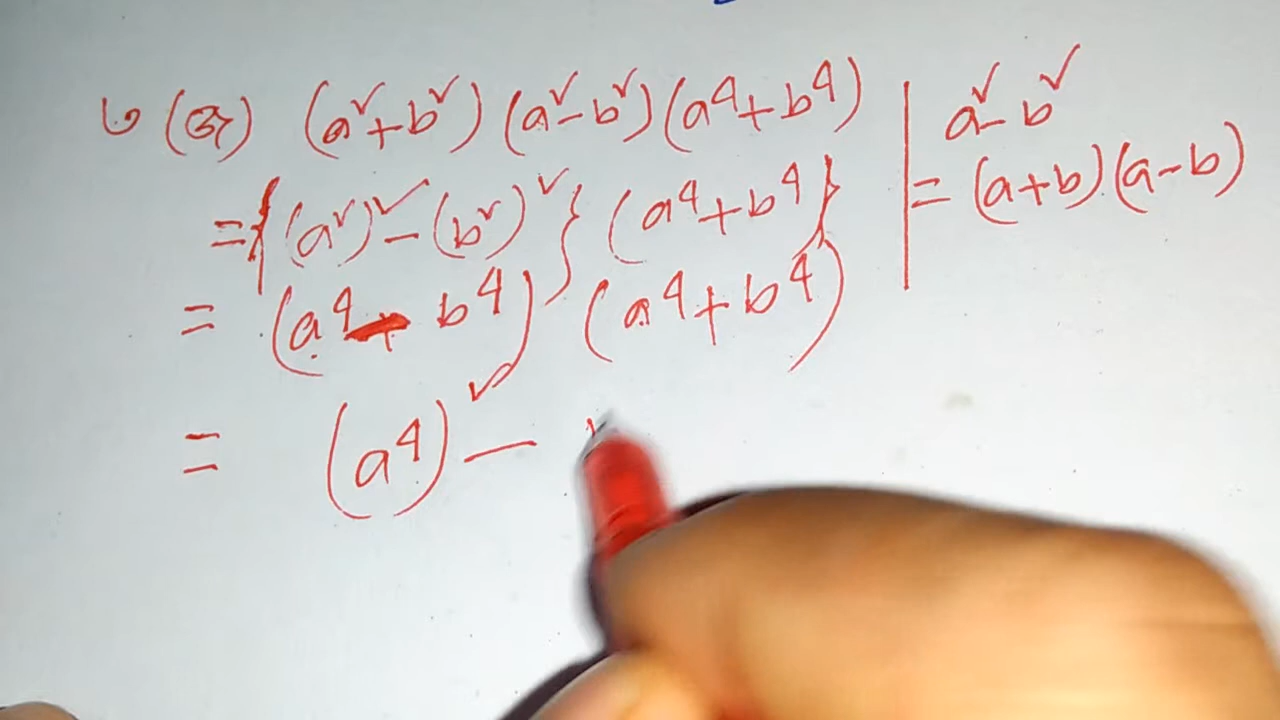 ৬ (ঙ) (a² + b²) (a² - b²) (a⁴ + b⁴)
= {(a²)² - (b²)²} (a⁴ + b⁴)}
= (a⁴ - b⁴) (a⁴ + b⁴)
= (a⁴)² -
a² - b²
= (a+b).(a-b)